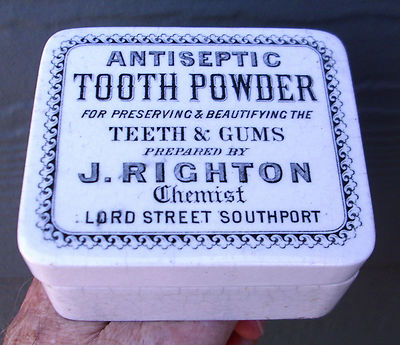 ANTISEPTIC
TOOTH POWDER
FOR PRESERVING & BEAUTIFYING THE
TEETH & GUMS
PREPARED BY
J. RIGHTON
Chemist
LORD STREET SOUTHPORT